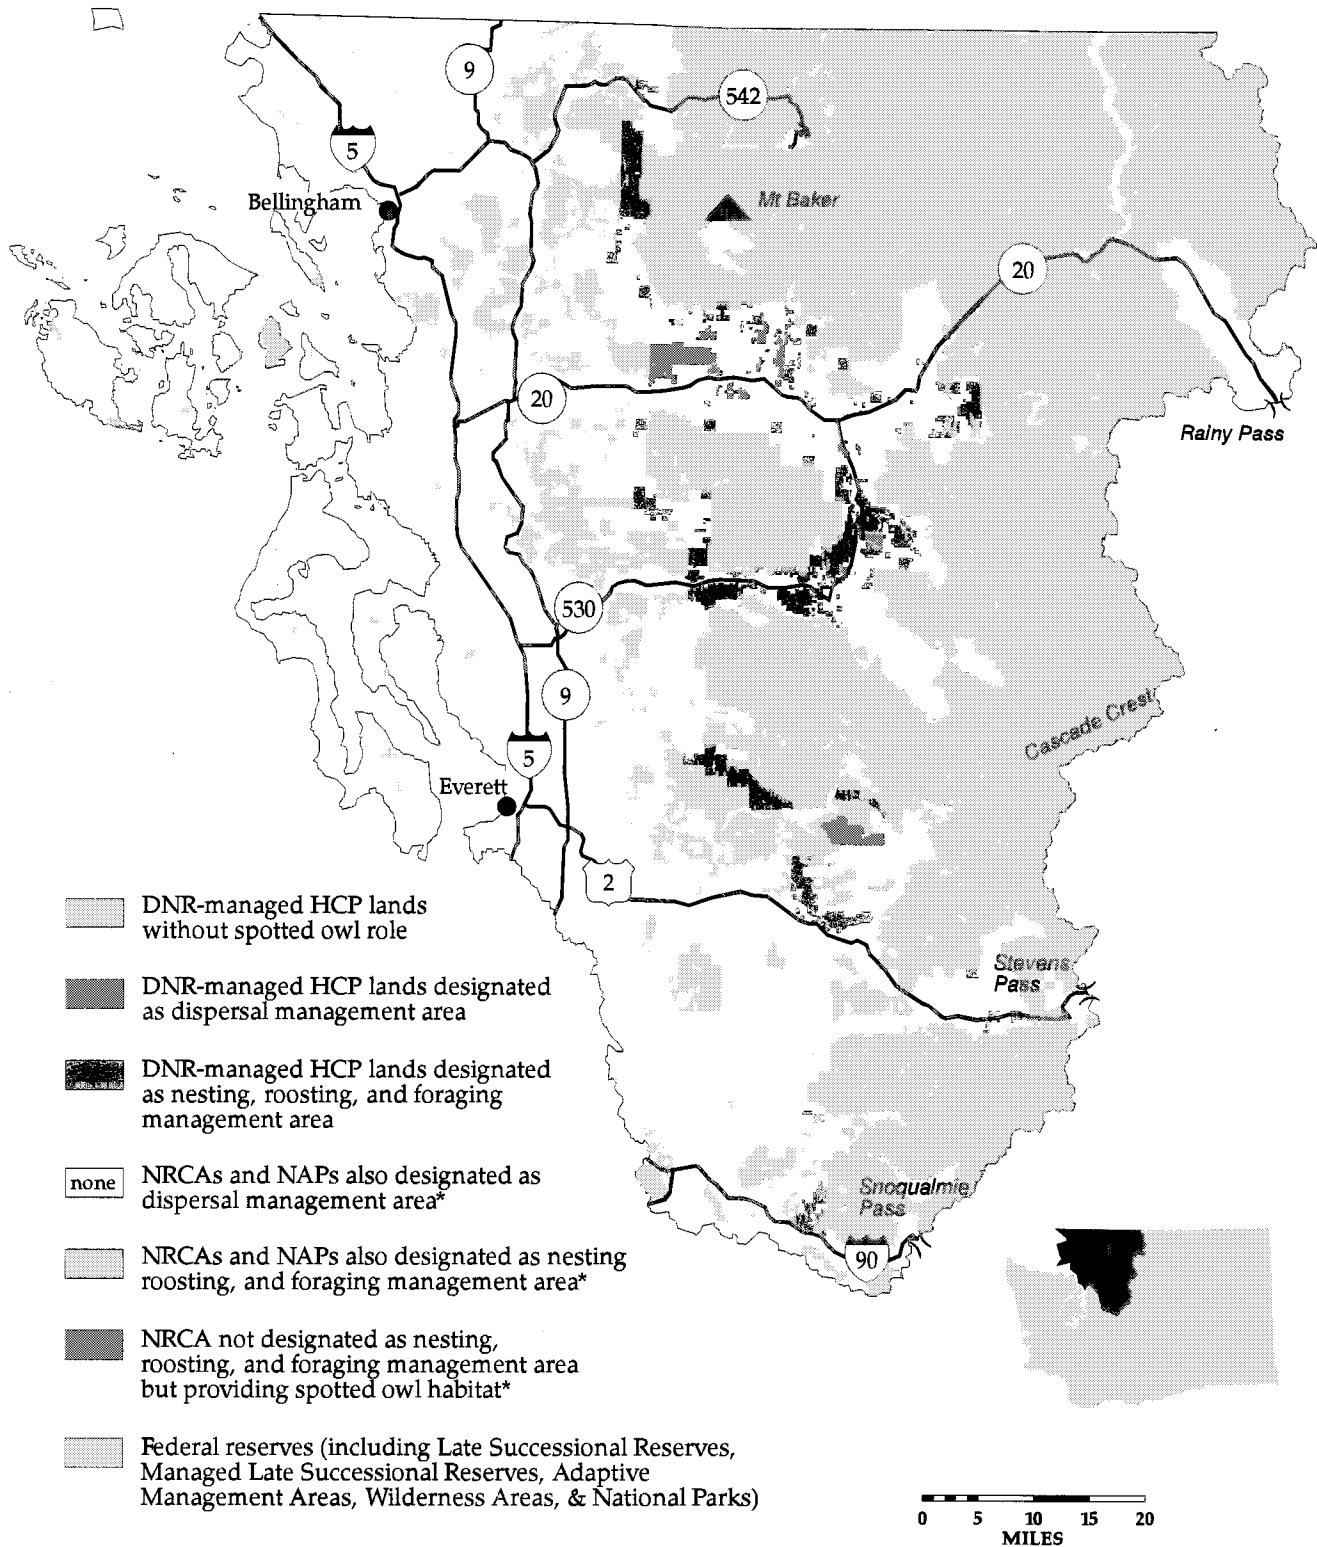 9
542
5
Bellingham
Mt Baker
20
20
Rainy Pass
530
9
Cascade Crest
5
Everett
2
Stevens
Pass
Snoqualmie
Pass
90
DNR-managed HCP lands
without spotted owl role
DNR-managed HCP lands designated
as dispersal management area
DNR-managed HCP lands designated
as nesting, roosting, and foraging
management area
none
NRCAs and NAPs also designated as
dispersal management area*
NRCAs and NAPs also designated as nesting
roosting, and foraging management area*
NRCA not designated as nesting,
roosting, and foraging management area
but providing spotted owl habitat*
Federal reserves (including Late Successional Reserves,
Managed Late Successional Reserves, Adaptive
Management Areas, Wilderness Areas, & National Parks)
0 5 10 15 20
MILES